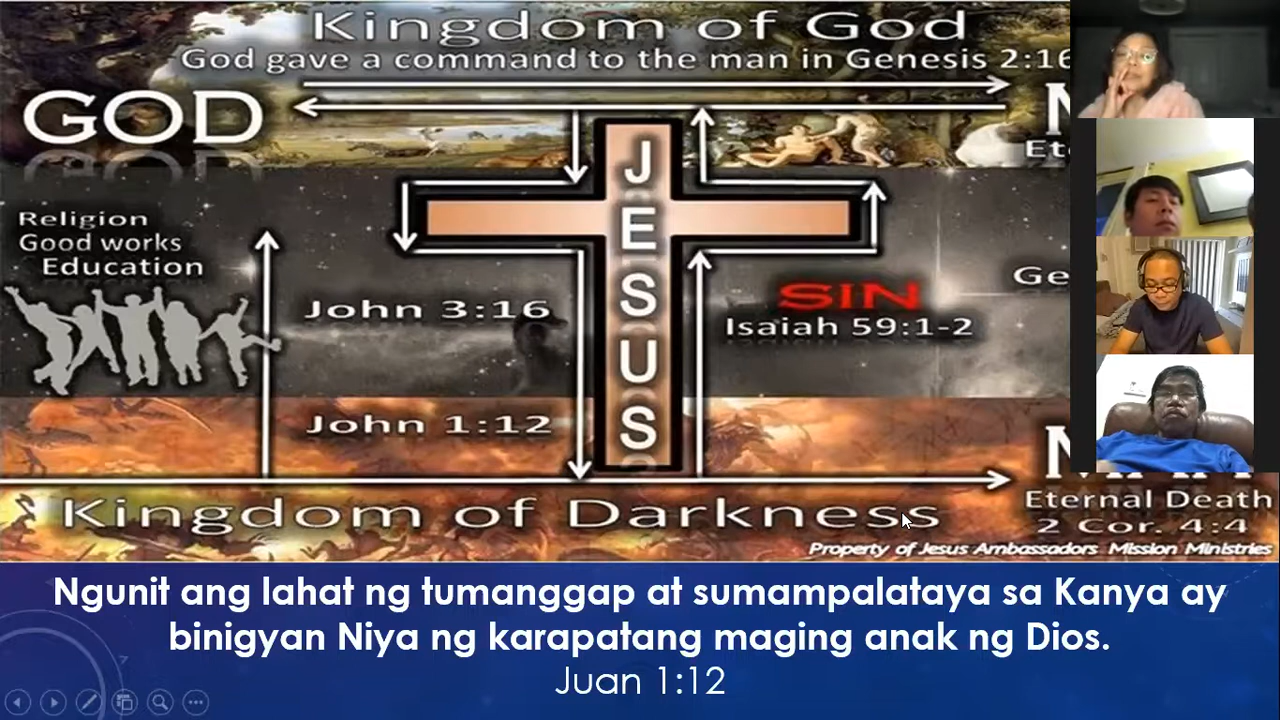 Kingdom of God
God gave a command to the man in Genesis 2:16
GOD
JESUS
Religion
Good works
Education
John 3:16
SIN
Isaiah 59:1-2
John 1:12
Kingdom of Darkness
Eternal Death
2 Cor. 4:4
Property of Jesus Ambassadors Mission Ministries
Ngunit ang lahat ng tumanggap at sumampalataya sa Kanya ay
binigyan Niya ng karapatang maging anak ng Dios.
Juan 1:12